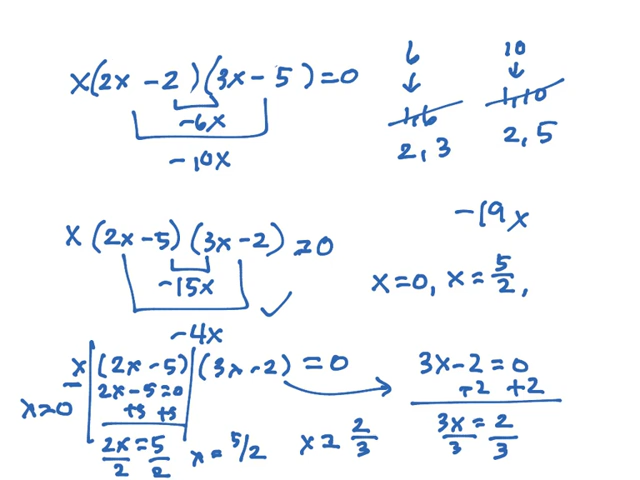 x(2x - 2)(3x - 5) = 0
-6x
-10x
6
↓
1,6
2, 3
10
↓
1,10
2, 5
x (2x - 5) (3x - 2) = 0
-15x
-4x
✓
-19x
x=0, x = 5/2,
x (2x - 5) (3x - 2) = 0
x=0
2x - 5 = 0
+5 +5
2x/2 = 5/2
x = 5/2
x = 2/3
3x - 2 = 0
+2 +2
3x/3 = 2/3